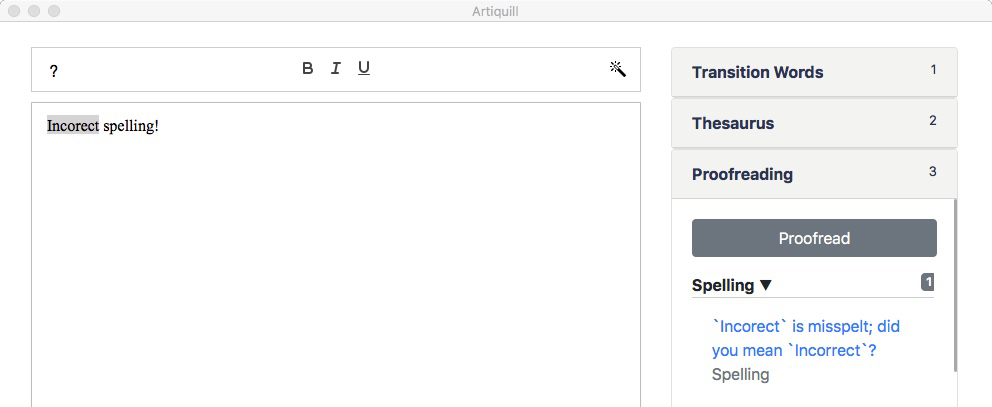 Artiquill
?
B I U
Incorect spelling!
Transition Words 1
Thesaurus 2
Proofreading 3
Proofread
Spelling ▼ 1
`Incorect` is misspelt; did
you mean `Incorrect`?
Spelling